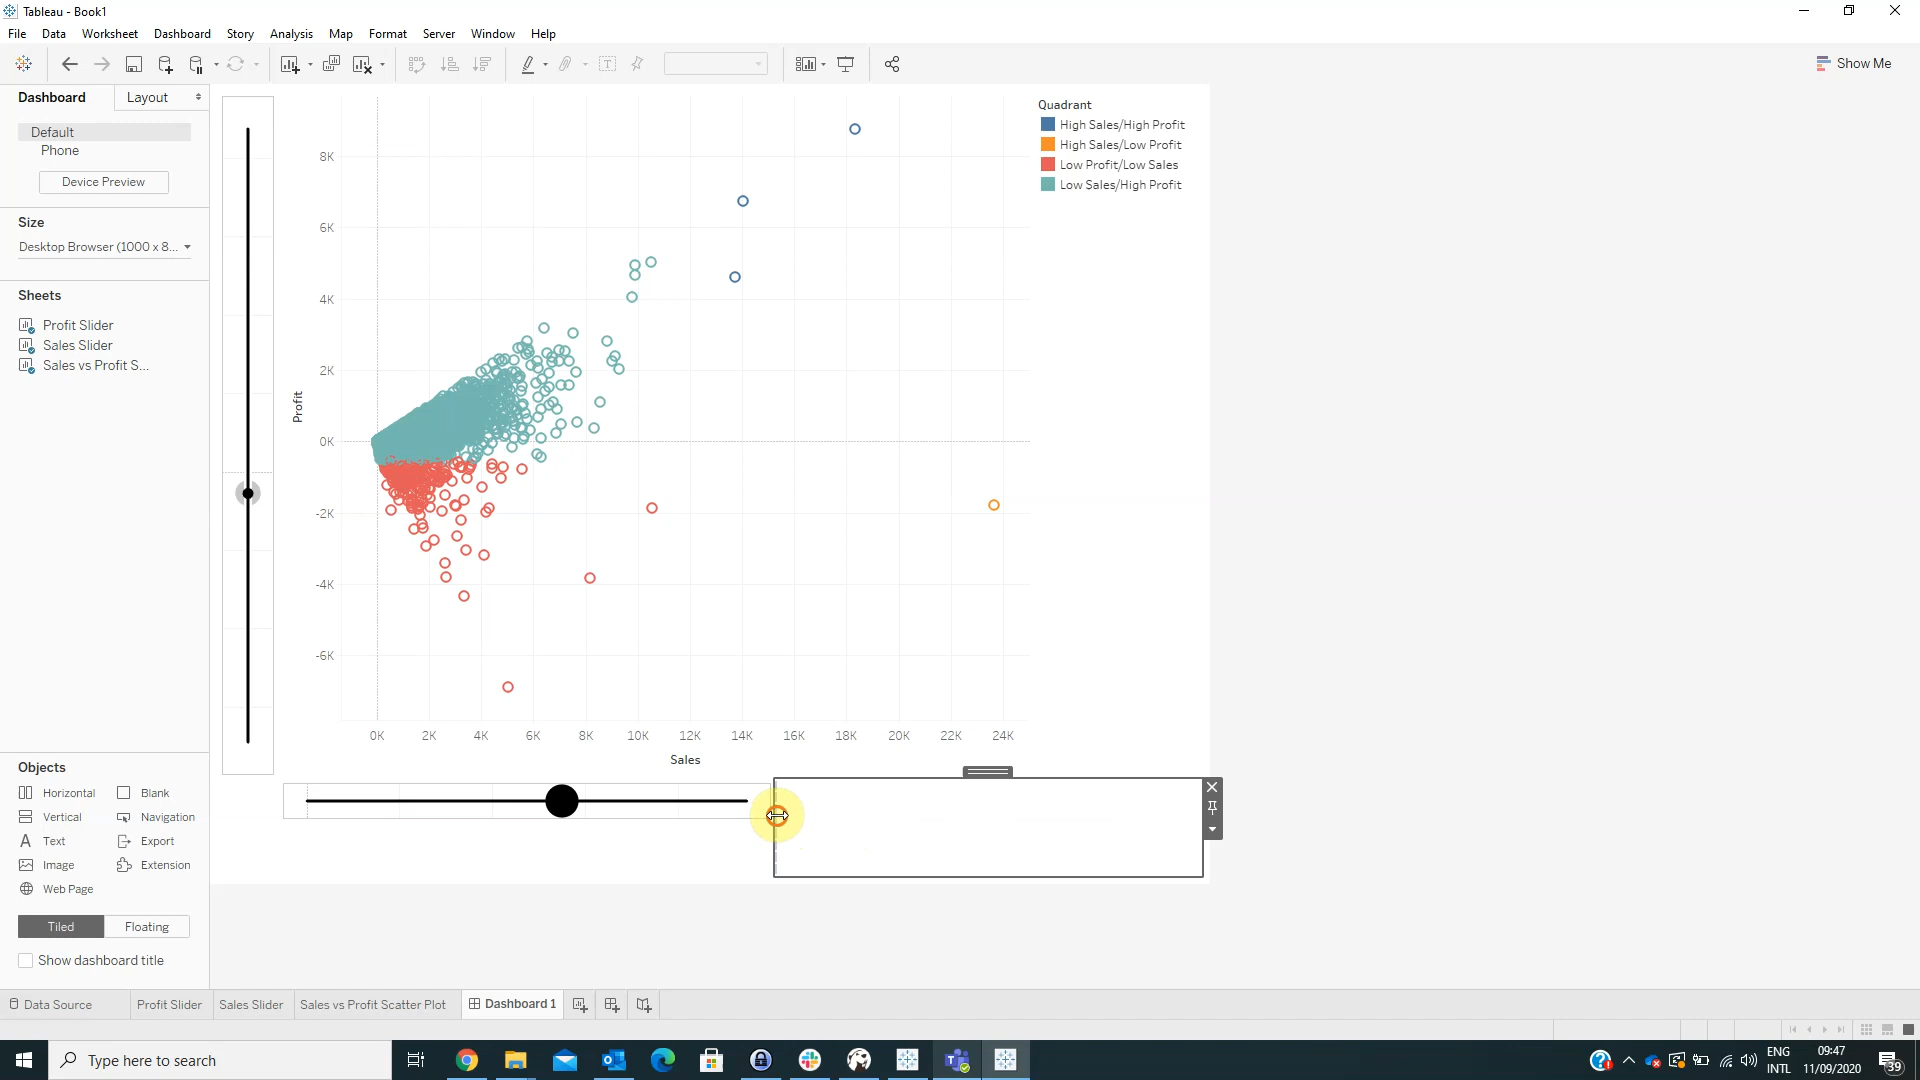 Tableau - Book1
File Data Worksheet Dashboard Story Analysis Map Format Server Window Help
Show Me
Dashboard
Layout
Default
Phone
Device Preview
Size
Desktop Browser (1000 x 8...
Sheets
Profit Slider
Sales Slider
Sales vs Profit S...
Objects
Horizontal Blank
Vertical Navigation
A Text Export
Image Extension
Web Page
Tiled Floating
Show dashboard title
Quadrant
High Sales/High Profit
High Sales/Low Profit
Low Profit/Low Sales
Low Sales/High Profit
Profit
8K
6K
4K
2K
0K
-2K
-4K
-6K
0K 2K 4K 6K 8K 10K 12K 14K 16K 18K 20K 22K 24K
Sales
Data Source Profit Slider Sales Slider Sales vs Profit Scatter Plot Dashboard 1
Type here to search
ENG
INTL
09:47
11/09/2020
39